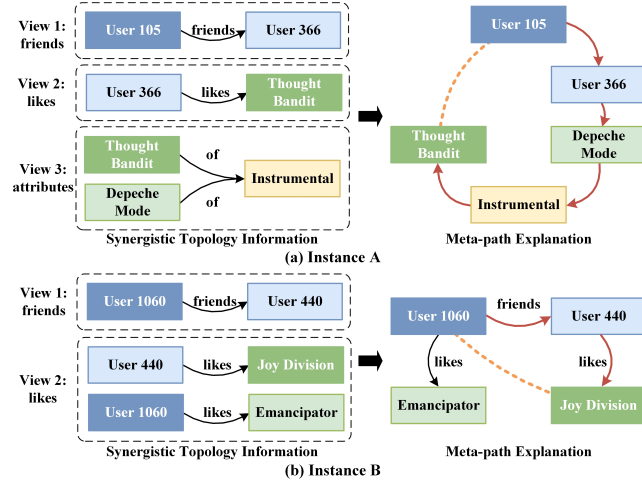 View 1:
friends
User 105
friends
User 366
View 2:
likes
User 366
likes
Thought
Bandit
View 3:
attributes
Thought
Bandit
of
Depeche
Mode
of
Instrumental
Synergistic Topology Information
User 105
User 366
Thought
Bandit
Depeche
Mode
Instrumental
Meta-path Explanation
(a) Instance A
View 1:
friends
User 1060
friends
User 440
View 2:
likes
User 440
likes
Joy Division
User 1060
likes
Emancipator
Synergistic Topology Information
User 1060
friends
User 440
likes
likes
Emancipator
Joy Division
Meta-path Explanation
(b) Instance B